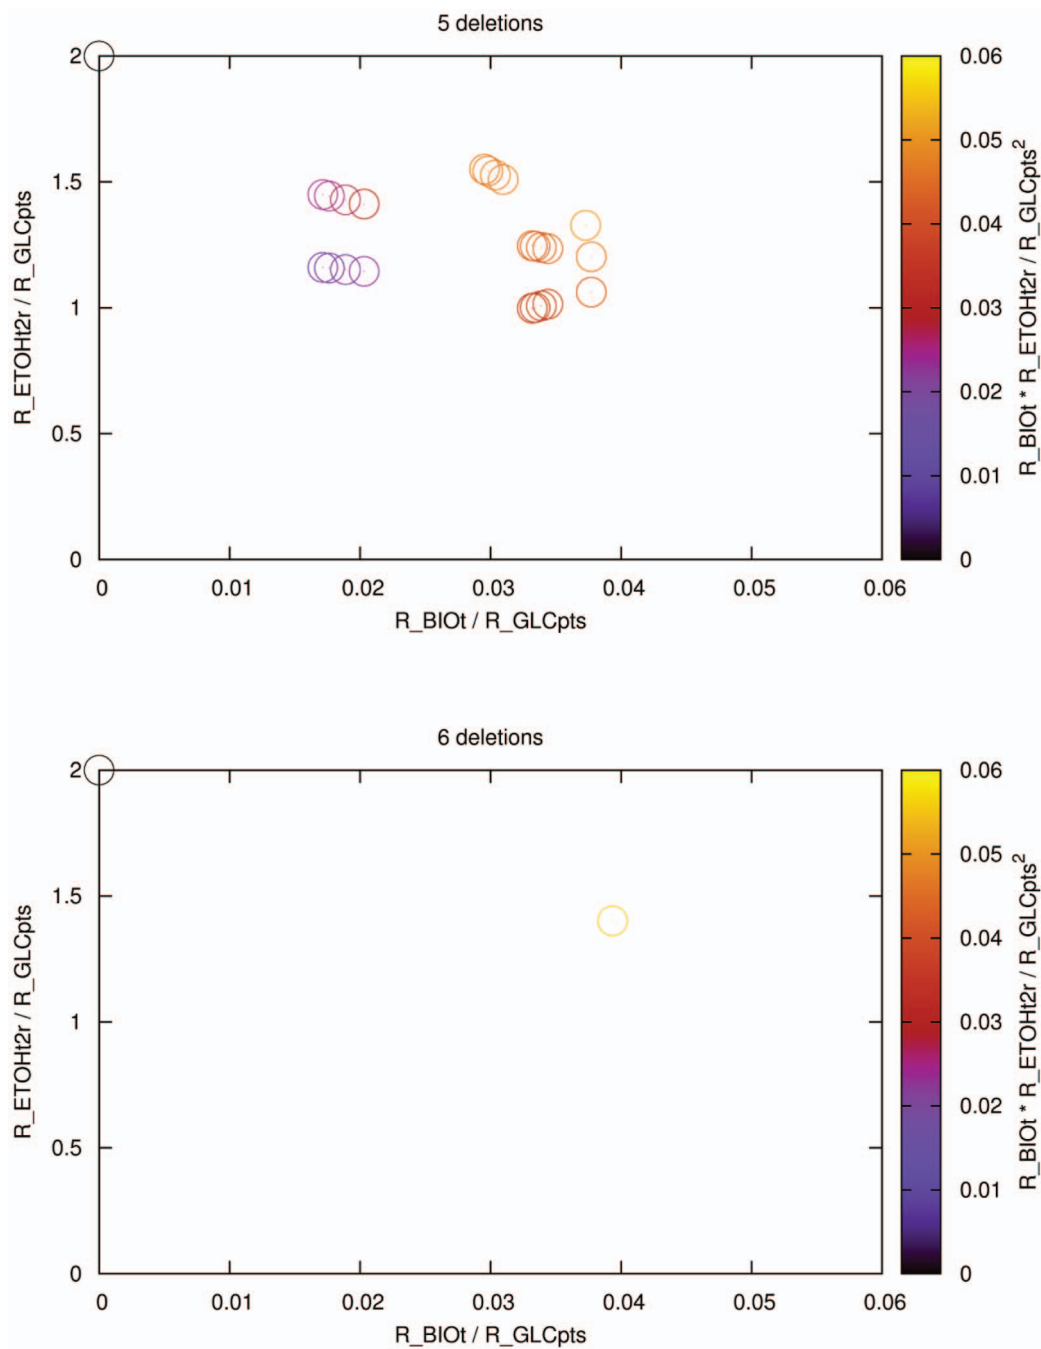 5 deletions
2
1.5
1
0.5
0
R_ETOHt2r / R_GLCpts
0 0.01 0.02 0.03 0.04 0.05 0.06
R_BIOt / R_GLCpts
0.06
0.05
0.04
0.03
0.02
0.01
0
R_BIOt * R_ETOHt2r / R_GLCpts²
6 deletions
2
1.5
1
0.5
0
R_ETOHt2r / R_GLCpts
0 0.01 0.02 0.03 0.04 0.05 0.06
R_BIOt / R_GLCpts
0.06
0.05
0.04
0.03
0.02
0.01
0
R_BIOt * R_ETOHt2r / R_GLCpts²